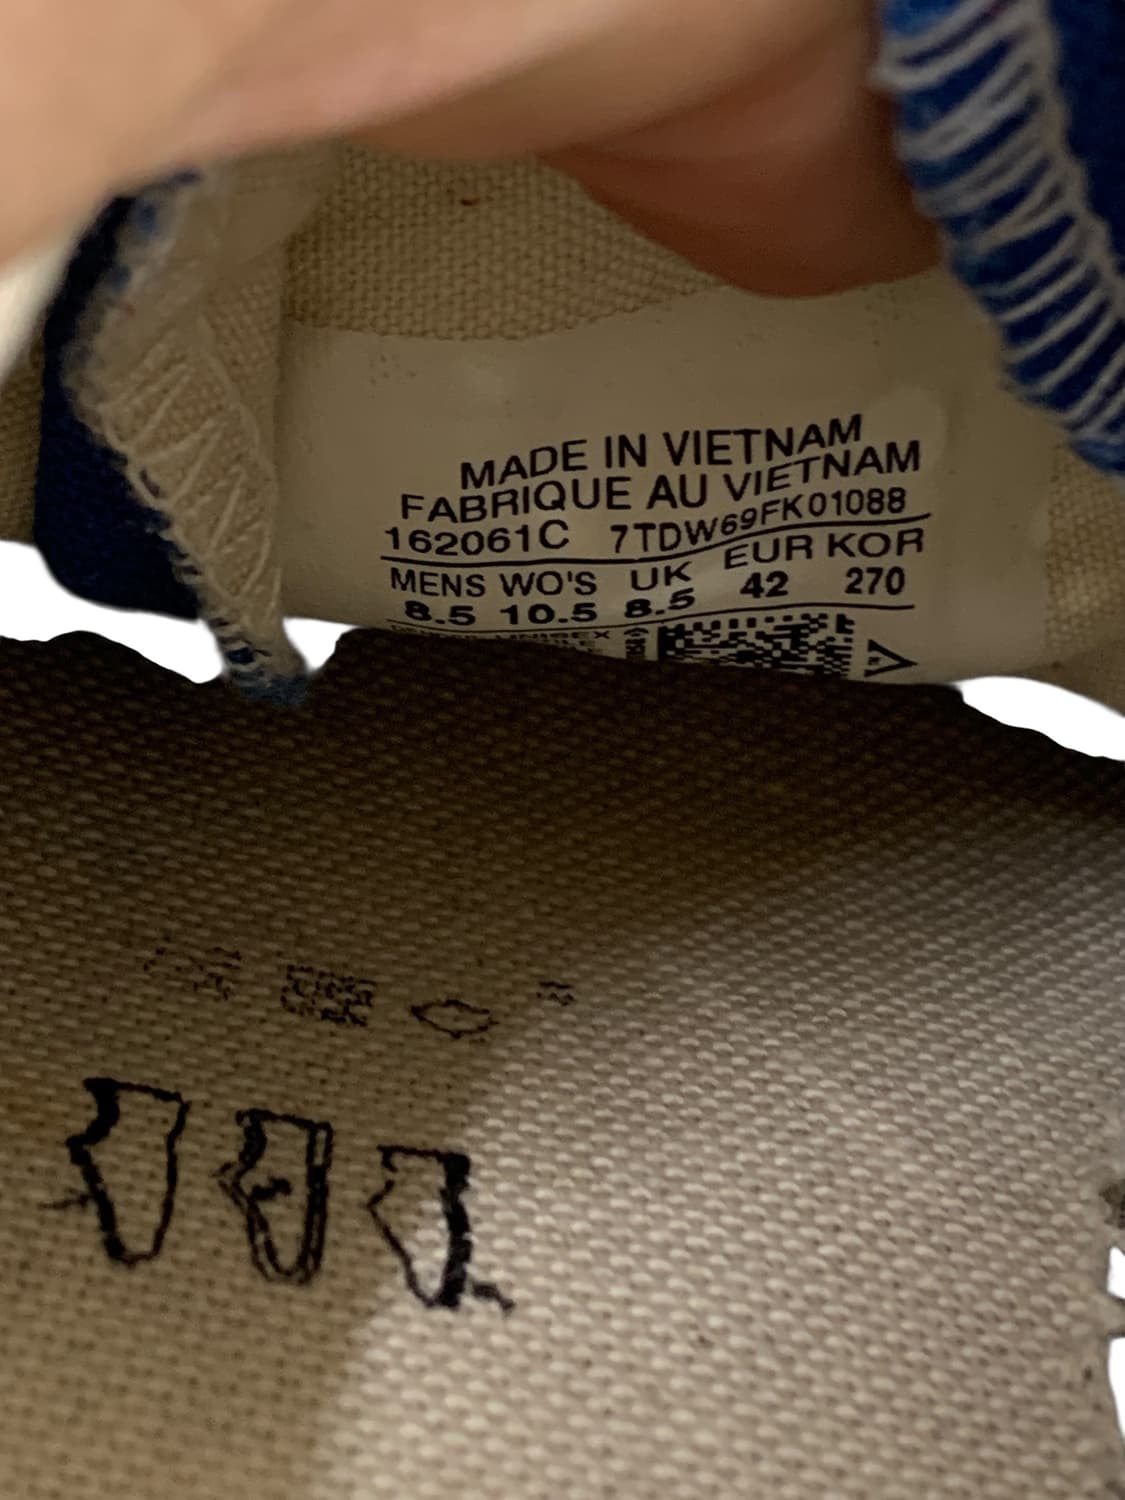 MADE IN VIETNAM
FABRIQUE AU VIETNAM
162061C 7TDW69FK01088
MENS WO'S UK EUR KOR
8.5 10.5 8.5 42 270
UNISEX